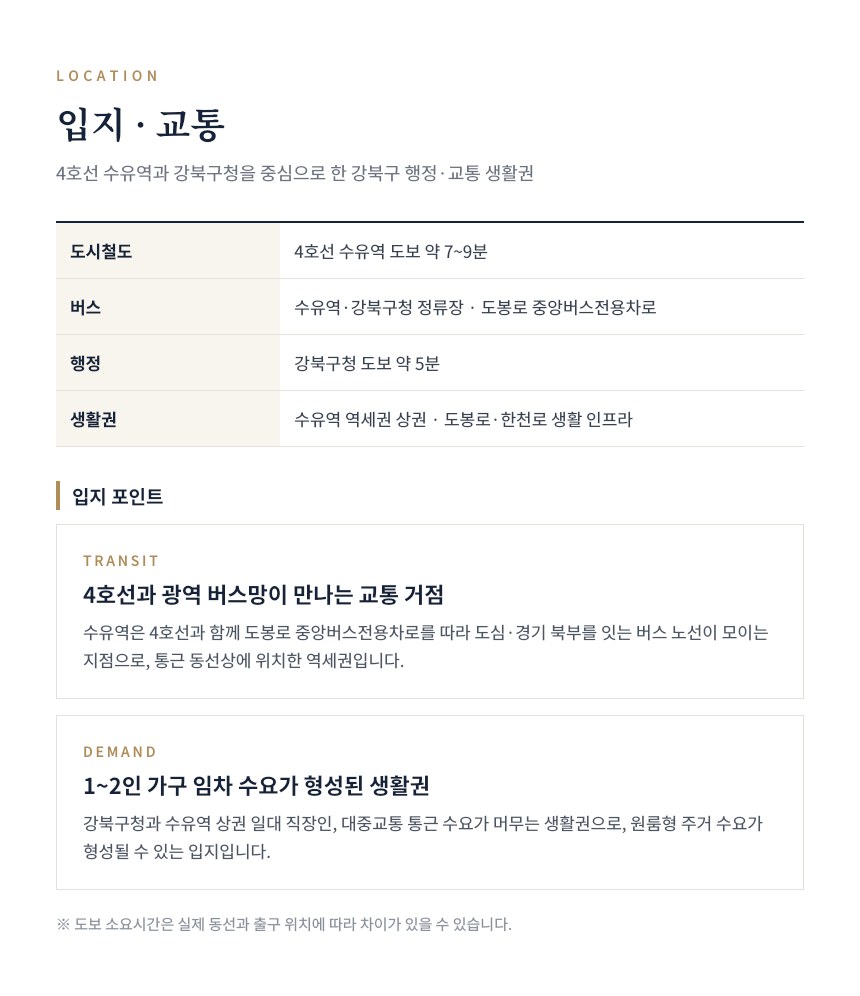 LOCATION
입지 · 교통
4호선 수유역과 강북구청을 중심으로 한 강북구 행정·교통 생활권
도시철도 4호선 수유역 도보 약 7~9분
버스 수유역·강북구청 정류장 · 도봉로 중앙버스전용차로
행정 강북구청 도보 약 5분
생활권 수유역 역세권 상권 · 도봉로·한천로 생활 인프라
입지 포인트
TRANSIT
4호선과 광역 버스망이 만나는 교통 거점
수유역은 4호선과 함께 도봉로 중앙버스전용차로를 따라 도심·경기 북부를 잇는 버스 노선이 모이는
지점으로, 통근 동선상에 위치한 역세권입니다.
DEMAND
1~2인 가구 임차 수요가 형성된 생활권
강북구청과 수유역 상권 일대 직장인, 대중교통 통근 수요가 머무는 생활권으로, 원룸형 주거 수요가
형성될 수 있는 입지입니다.
※ 도보 소요시간은 실제 동선과 출구 위치에 따라 차이가 있을 수 있습니다.